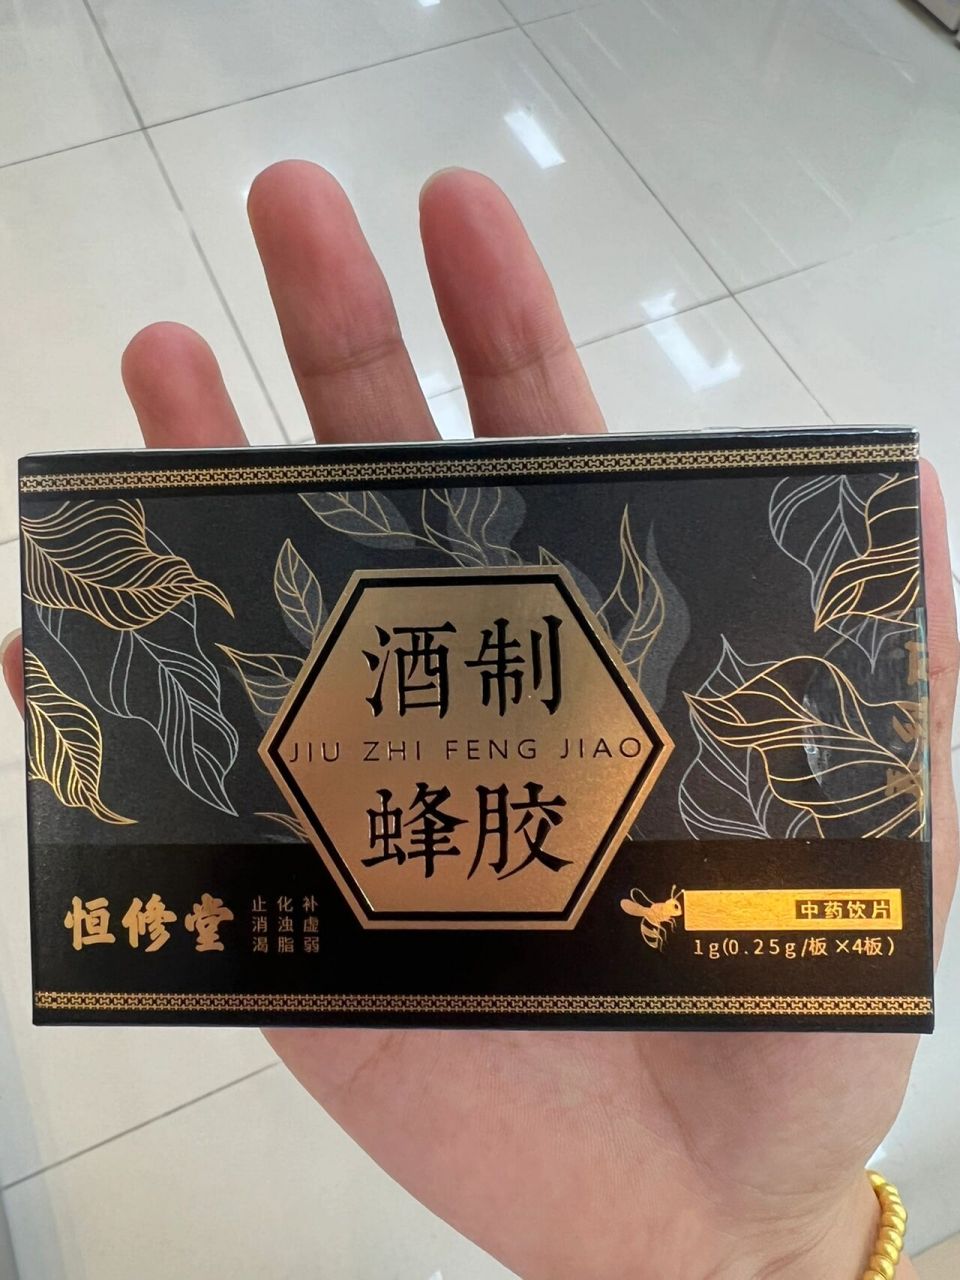 酒制
JIU ZHI FENG JIAO
蜂胶
恒修堂
补虚弱
化浊脂
止消渴
中药饮片
1g(0.25g/板×4板)